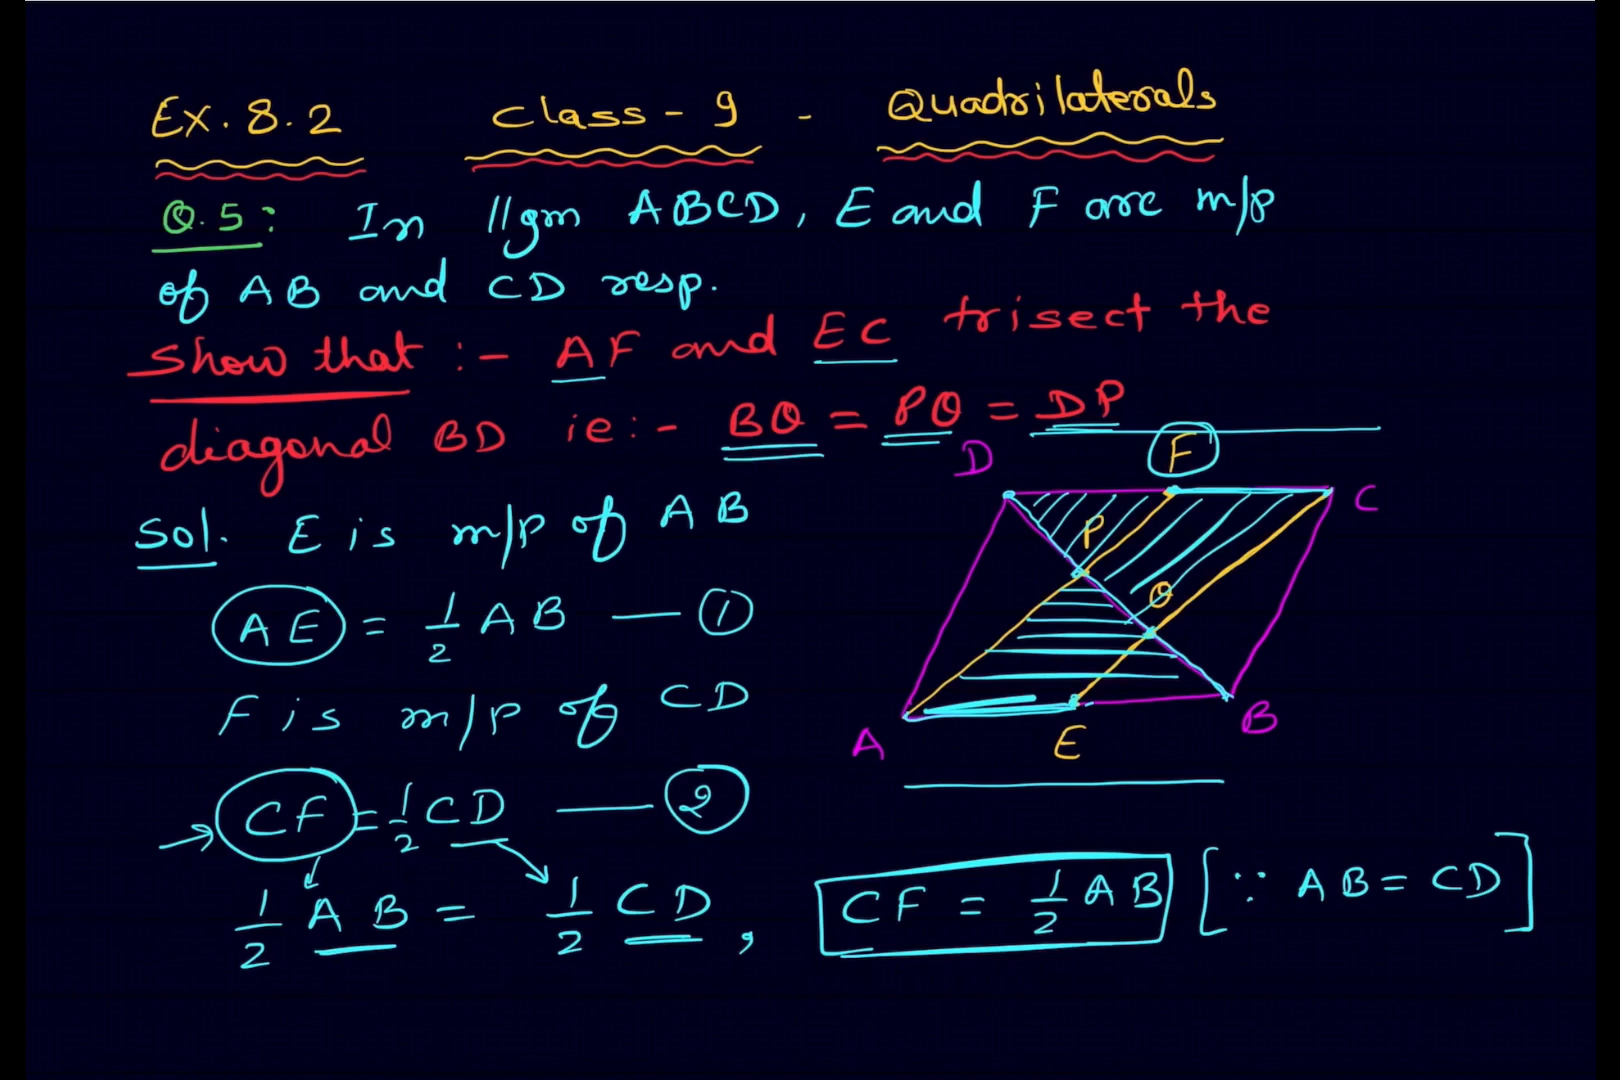 Ex. 8.2 Class - 9 - Quadrilaterals
Q.5: In //gm ABCD, E and F are m/p
of AB and CD resp.
Show that :- AF and EC trisect the
diagonal BD ie:- BQ = PQ = DP
D F C
P
Q
A E B
Sol. E is m/p of AB
AE = 1/2 AB — ①
F is m/p of CD
→ CF = 1/2 CD — ②
1/2 AB = 1/2 CD, CF = 1/2 AB [∵ AB = CD]